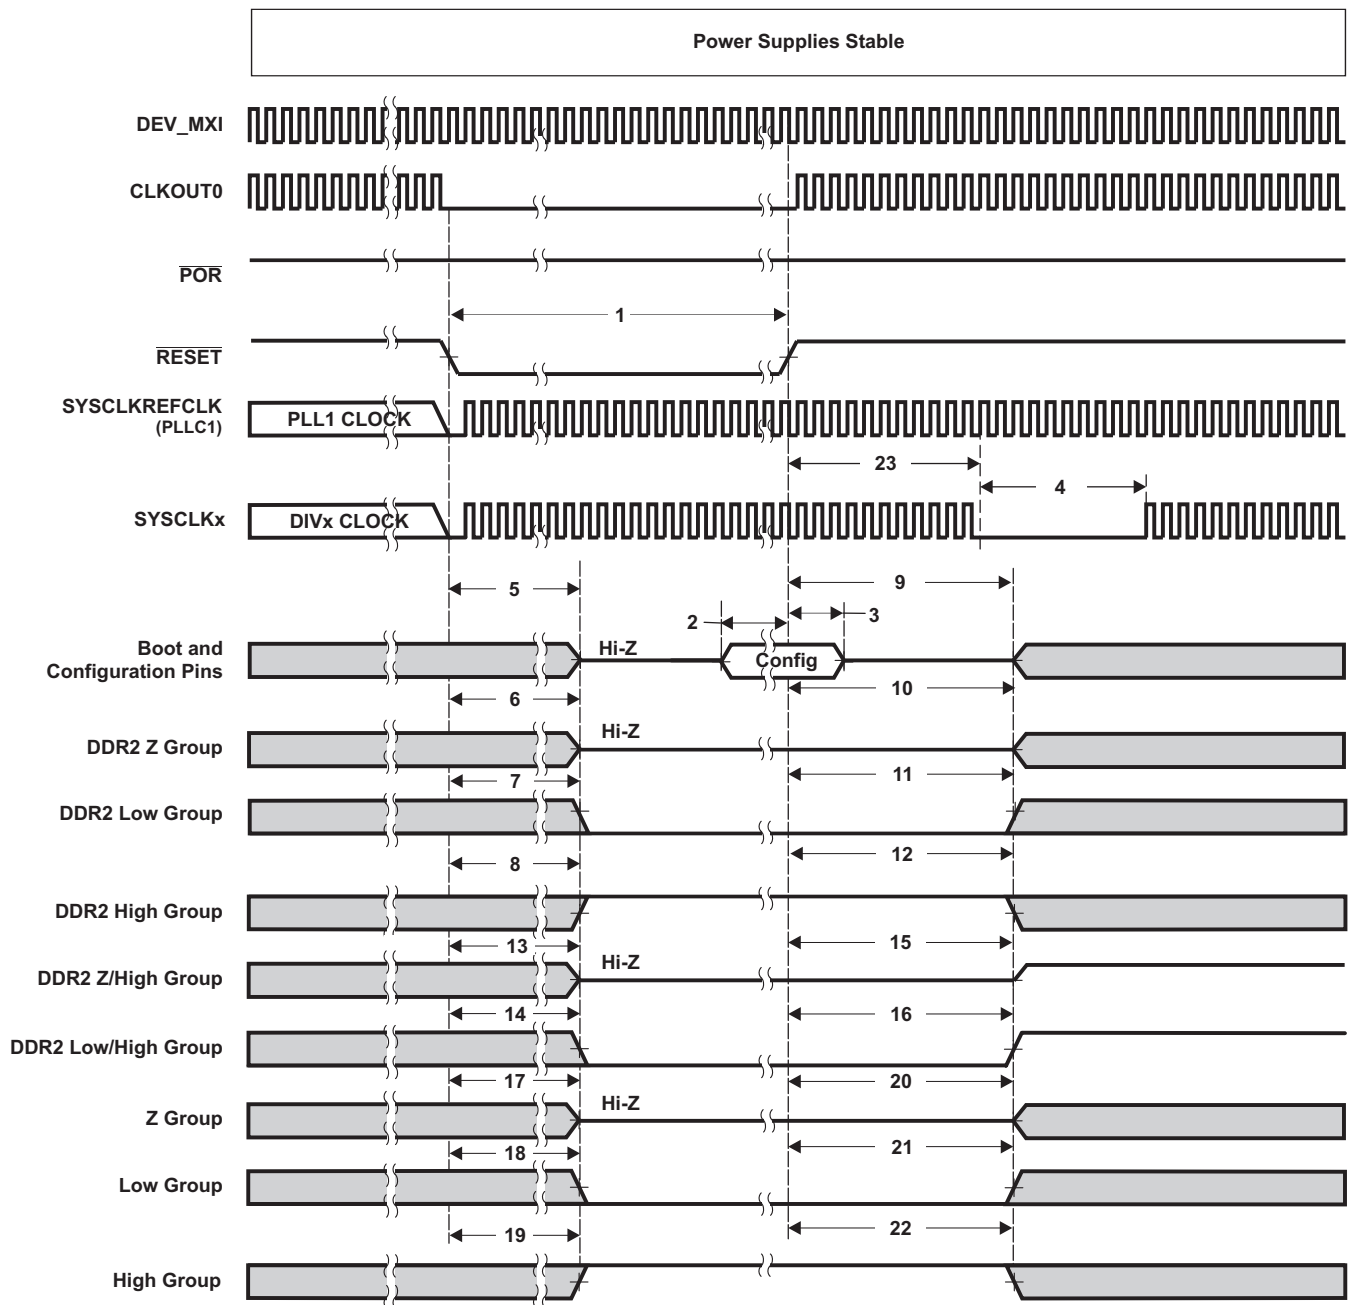 Power Supplies Stable
DEV_MXI
CLKOUT0
POR
1
RESET
SYSCLKREFCLK
(PLLC1)
PLL1 CLOCK
23
4
SYSCLKx
DIVx CLOCK
5
9
2
3
Boot and
Configuration Pins
Hi-Z
Config
6
10
DDR2 Z Group
Hi-Z
7
11
DDR2 Low Group
8
12
DDR2 High Group
13
15
DDR2 Z/High Group
Hi-Z
14
16
DDR2 Low/High Group
17
20
Z Group
Hi-Z
18
21
Low Group
19
22
High Group